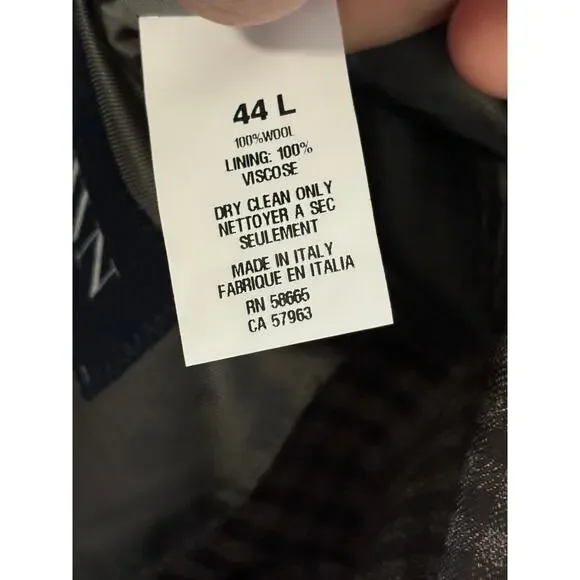 44 L
100%WOOL
LINING: 100%
VISCOSE
DRY CLEAN ONLY
NETTOYER A SEC
SEULEMENT
MADE IN ITALY
FABRIQUE EN ITALIA
RN 58665
CA 57963